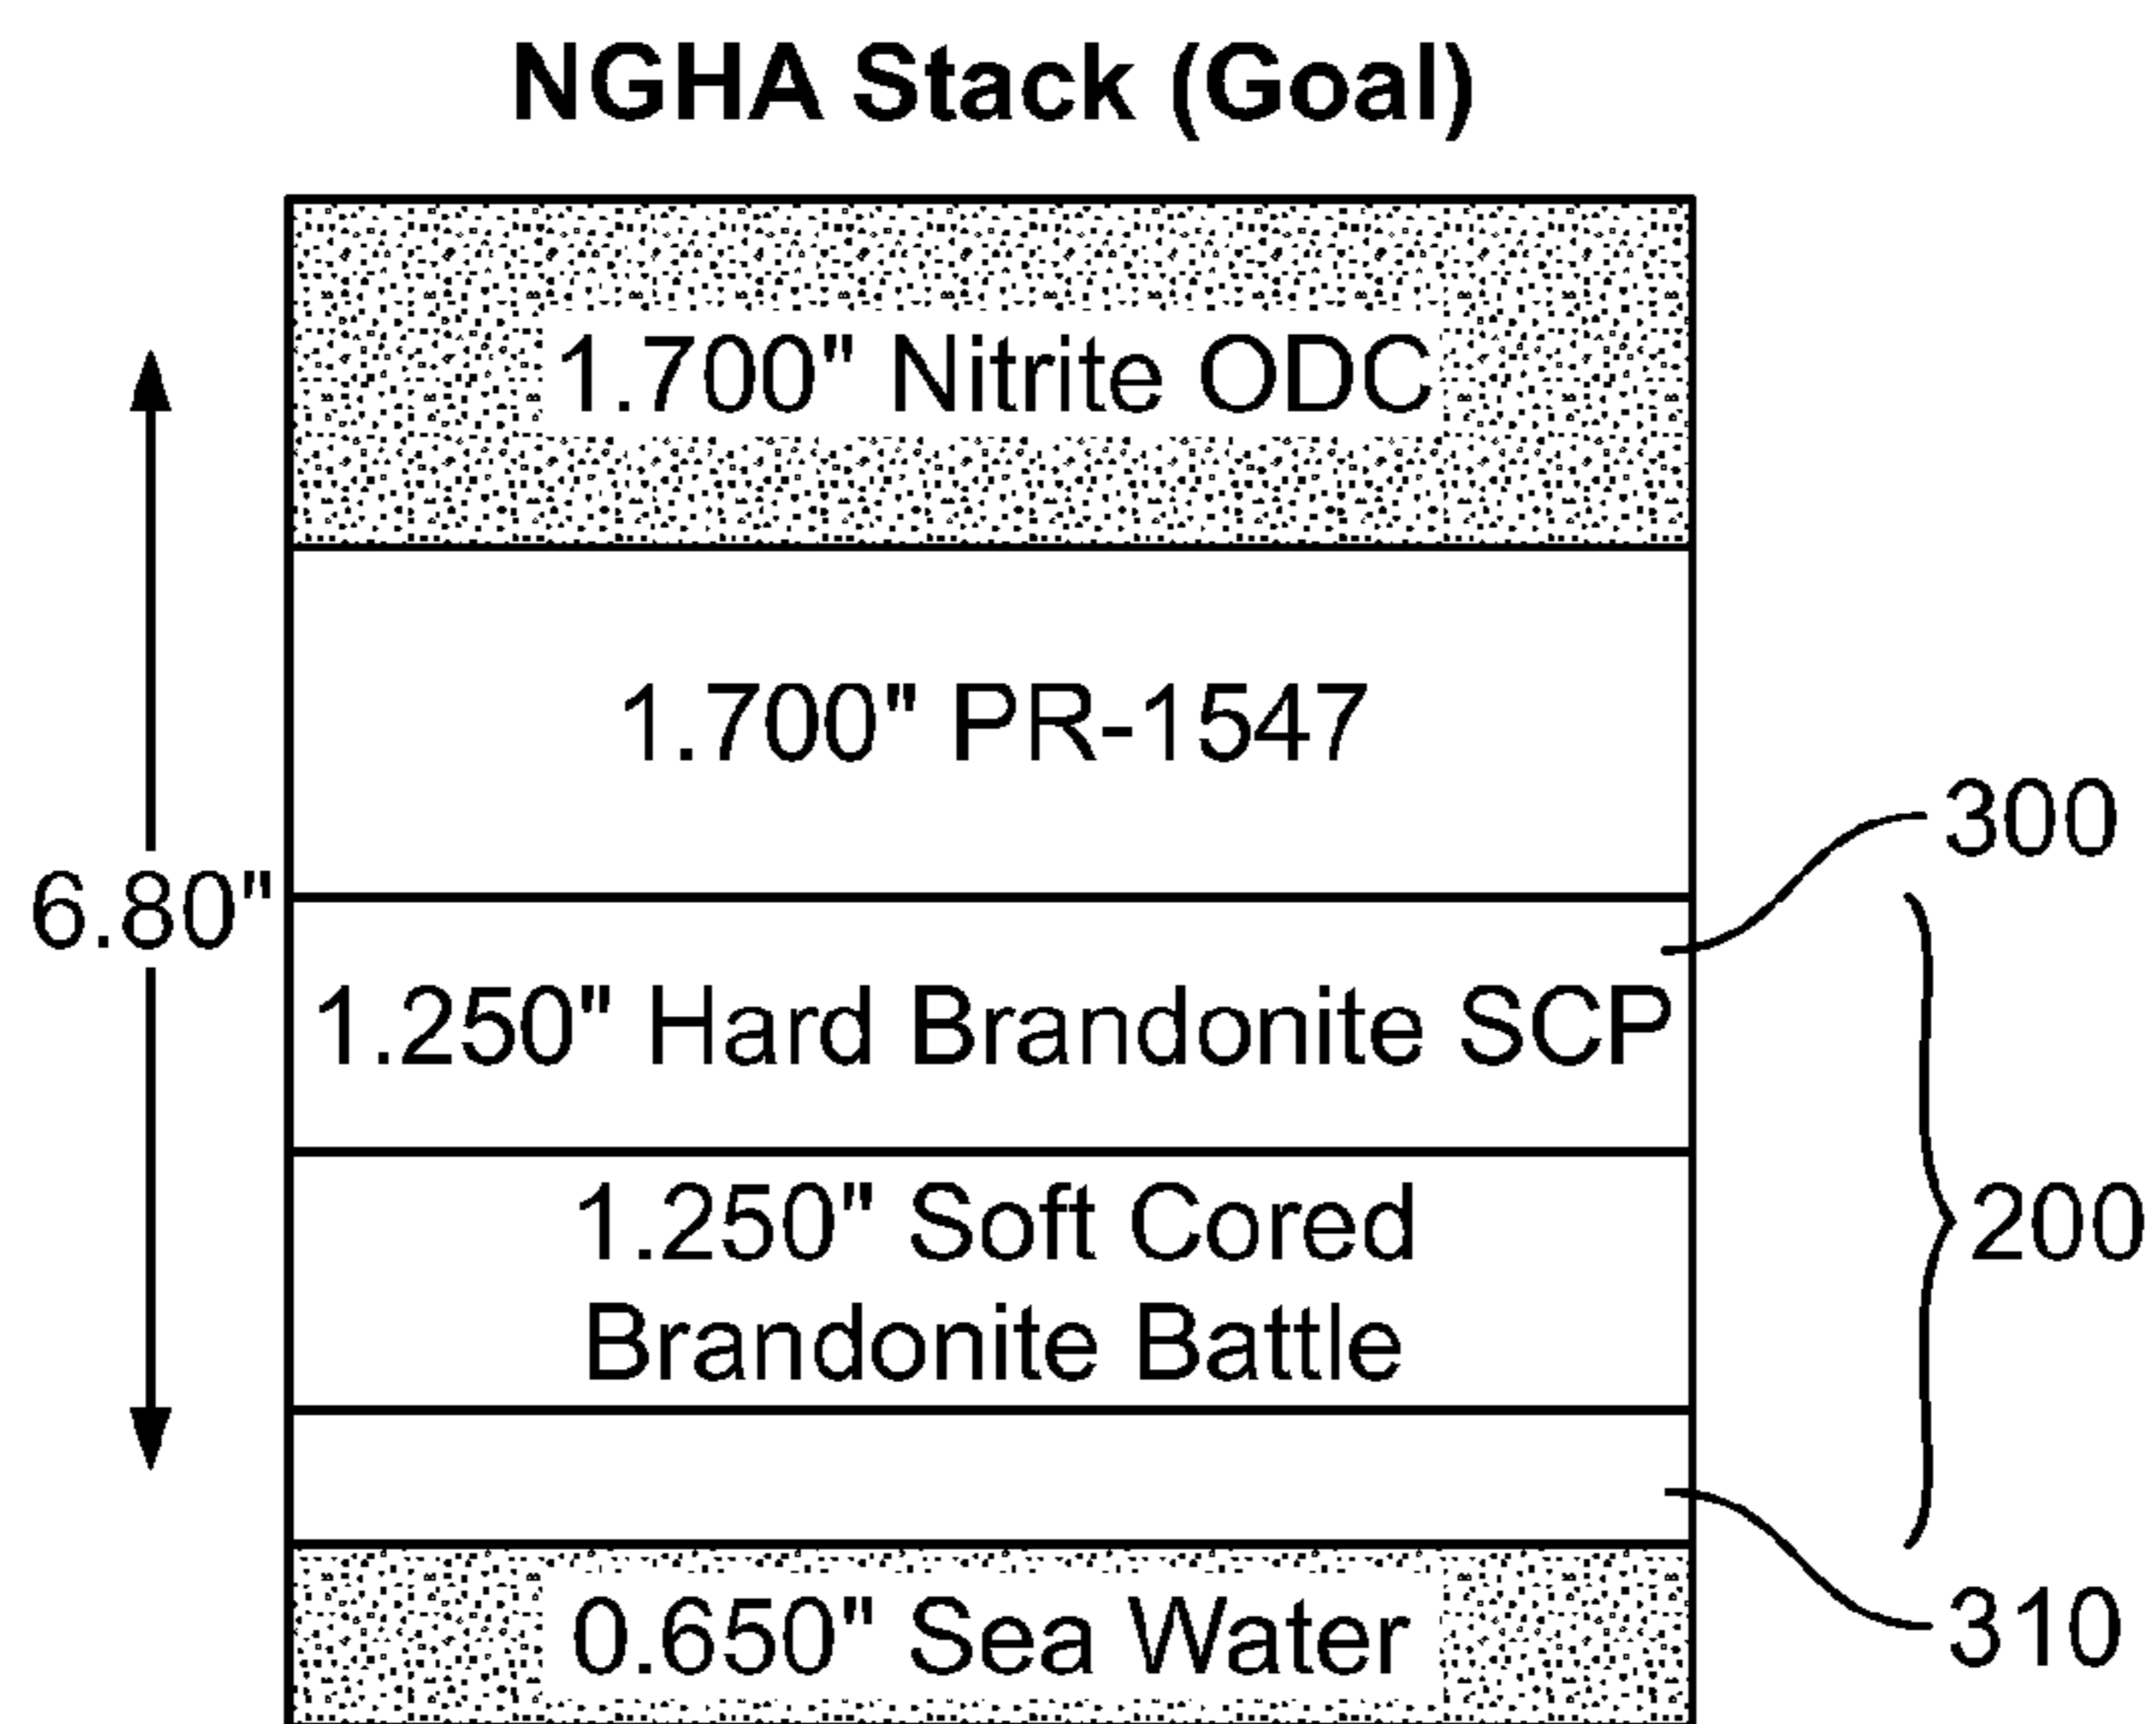 NGHA Stack (Goal)
1.700" Nitrite ODC
1.700" PR-1547
300
6.80"
1.250" Hard Brandonite SCP
1.250" Soft Cored
Brandonite Battle
200
0.650" Sea Water
310